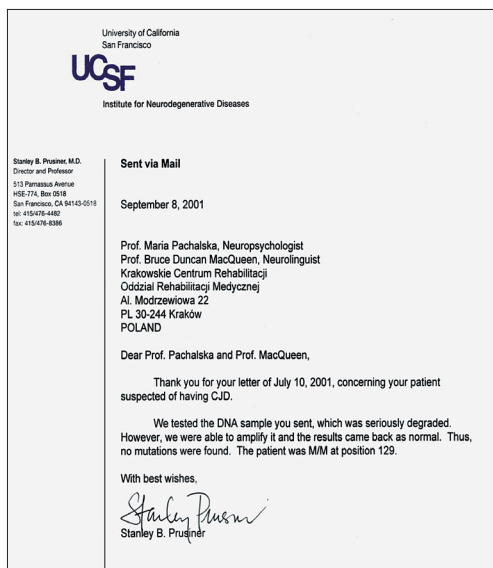 University of California
San Francisco
UCSF
Institute for Neurodegenerative Diseases
Stanley B. Prusiner, M.D.
Director and Professor
513 Parnassus Avenue
HSE-774, Box 0518
San Francisco, CA 94143-0518
tel: 415/476-4482
fax: 415/476-8386
Sent via Mail
September 8, 2001
Prof. Maria Pachalska, Neuropsychologist
Prof. Bruce Duncan MacQueen, Neurolinguist
Krakowskie Centrum Rehabilitacji
Oddzial Rehabilitacji Medycznej
Al. Modrzewiowa 22
PL 30-244 Kraków
POLAND
Dear Prof. Pachalska and Prof. MacQueen,
Thank you for your letter of July 10, 2001, concerning your patient
suspected of having CJD.
We tested the DNA sample you sent, which was seriously degraded.
However, we were able to amplify it and the results came back as normal. Thus,
no mutations were found. The patient was M/M at position 129.
With best wishes,
Stanley Prusiner
Stanley B. Prusiner